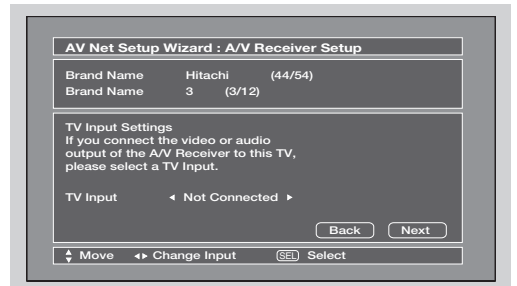 AV Net Setup Wizard : A/V Receiver Setup
Brand Name Hitachi (44/54)
Brand Name 3 (3/12)
TV Input Settings
If you connect the video or audio
output of the A/V Receiver to this TV,
please select a TV Input.
TV Input ◄ Not Connected ►
Back Next
▲▼ Move ◄► Change Input SEL Select